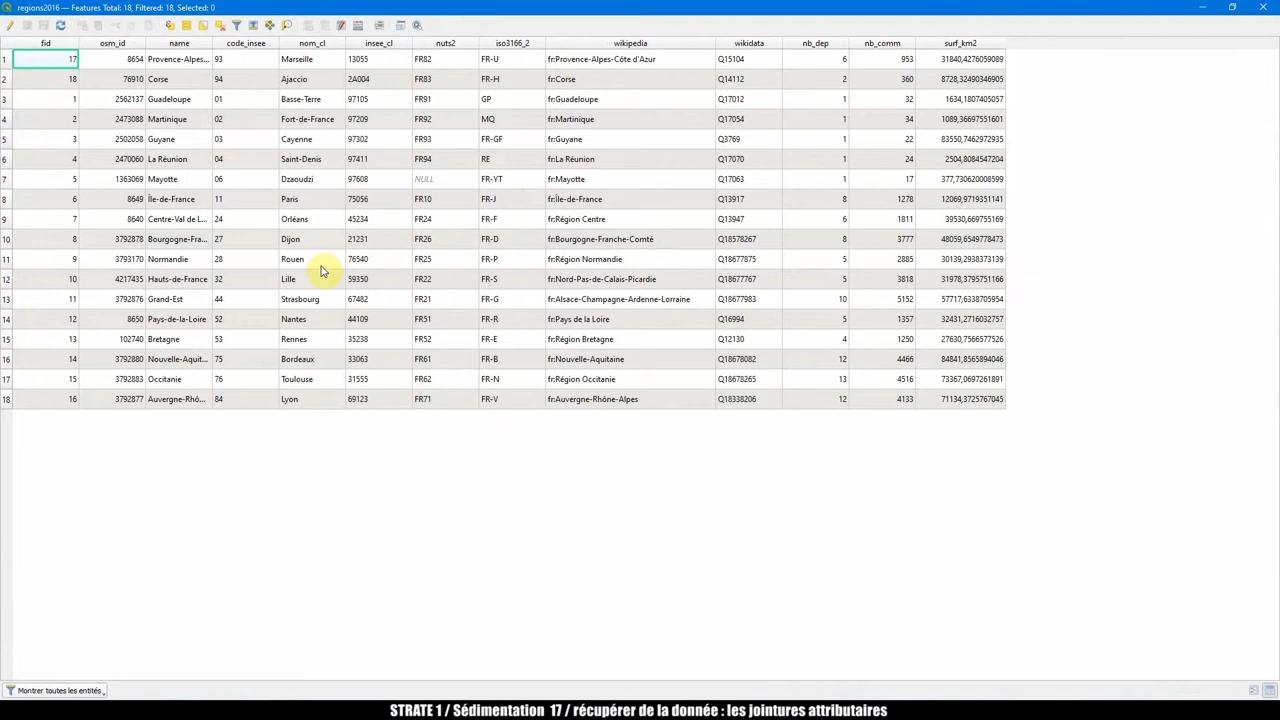 regions2016 — Features Total: 18, Filtered: 18, Selected: 0
fid osm_id name code_insee nom_cl insee_cl nuts2 iso3166_2 wikipedia wikidata nb_dep nb_comm surf_km2
1 17 8654 Provence-Alpes... 93 Marseille 13055 FR82 FR-U fr:Provence-Alpes-Côte d'Azur Q15104 6 953 31840,4276059089
2 18 76910 Corse 94 Ajaccio 2A004 FR83 FR-H fr:Corse Q14112 2 360 8728,32490346905
3 1 2562137 Guadeloupe 01 Basse-Terre 97105 FR91 GP fr:Guadeloupe Q17012 1 32 1634,1807405057
4 2 2473088 Martinique 02 Fort-de-France 97209 FR92 MQ fr:Martinique Q17054 1 34 1089,36697551601
5 3 2502058 Guyane 03 Cayenne 97302 FR93 FR-GF fr:Guyane Q3769 1 22 83550,7462972935
6 4 2470060 La Réunion 04 Saint-Denis 97411 FR94 RE fr:La Réunion Q17070 1 24 2504,8084547204
7 5 1363069 Mayotte 06 Dzaoudzi 97608 NULL FR-YT fr:Mayotte Q17063 1 17 377,730620008599
8 6 8649 Île-de-France 11 Paris 75056 FR10 FR-J fr:Île-de-France Q13917 8 1278 12069,9719351141
9 7 8640 Centre-Val de L... 24 Orléans 45234 FR24 FR-F fr:Région Centre Q13947 6 1811 39530,669755169
10 8 3792878 Bourgogne-Fra... 27 Dijon 21231 FR26 FR-D fr:Bourgogne-Franche-Comté Q18578267 8 3777 48059,6549778473
11 9 3793170 Normandie 28 Rouen 76540 FR25 FR-P fr:Région Normandie Q18677875 5 2885 30139,2938373139
12 10 4217435 Hauts-de-France 32 Lille 59350 FR22 FR-S fr:Nord-Pas-de-Calais-Picardie Q18677767 5 3818 31978,3795751166
13 11 3792876 Grand-Est 44 Strasbourg 67482 FR21 FR-G fr:Alsace-Champagne-Ardenne-Lorraine Q18677983 10 5152 57717,6338705954
14 12 8650 Pays-de-la-Loire 52 Nantes 44109 FR51 FR-R fr:Pays de la Loire Q16994 5 1357 32431,2716032757
15 13 102740 Bretagne 53 Rennes 35238 FR52 FR-E fr:Région Bretagne Q12130 4 1250 27630,7566577526
16 14 3792880 Nouvelle-Aquit... 75 Bordeaux 33063 FR61 FR-B fr:Nouvelle-Aquitaine Q18678082 12 4466 84841,8565894046
17 15 3792883 Occitanie 76 Toulouse 31555 FR62 FR-N fr:Région Occitanie Q18678265 13 4516 73367,0697261891
18 16 3792877 Auvergne-Rhô... 84 Lyon 69123 FR71 FR-V fr:Auvergne-Rhône-Alpes Q18338206 12 4133 71134,3725767045
Montrer toutes les entités
STRATE 1 / Sédimentation 17 / récupérer de la donnée : les jointures attributaires